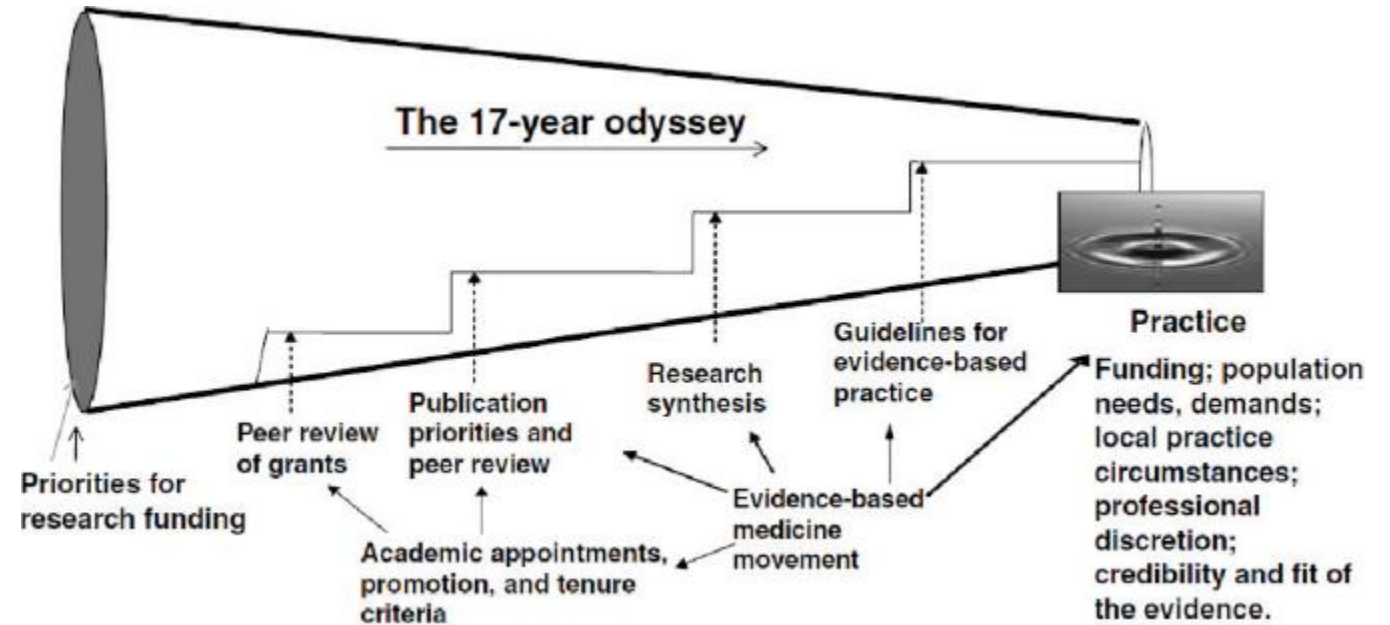 The 17-year odyssey
Priorities for
research funding
Peer review
of grants
Publication
priorities and
peer review
Research
synthesis
Guidelines for
evidence-based
practice
Academic appointments,
promotion, and tenure
criteria
Evidence-based
medicine
movement
Practice
Funding; population
needs, demands;
local practice
circumstances;
professional
discretion;
credibility and fit of
the evidence.